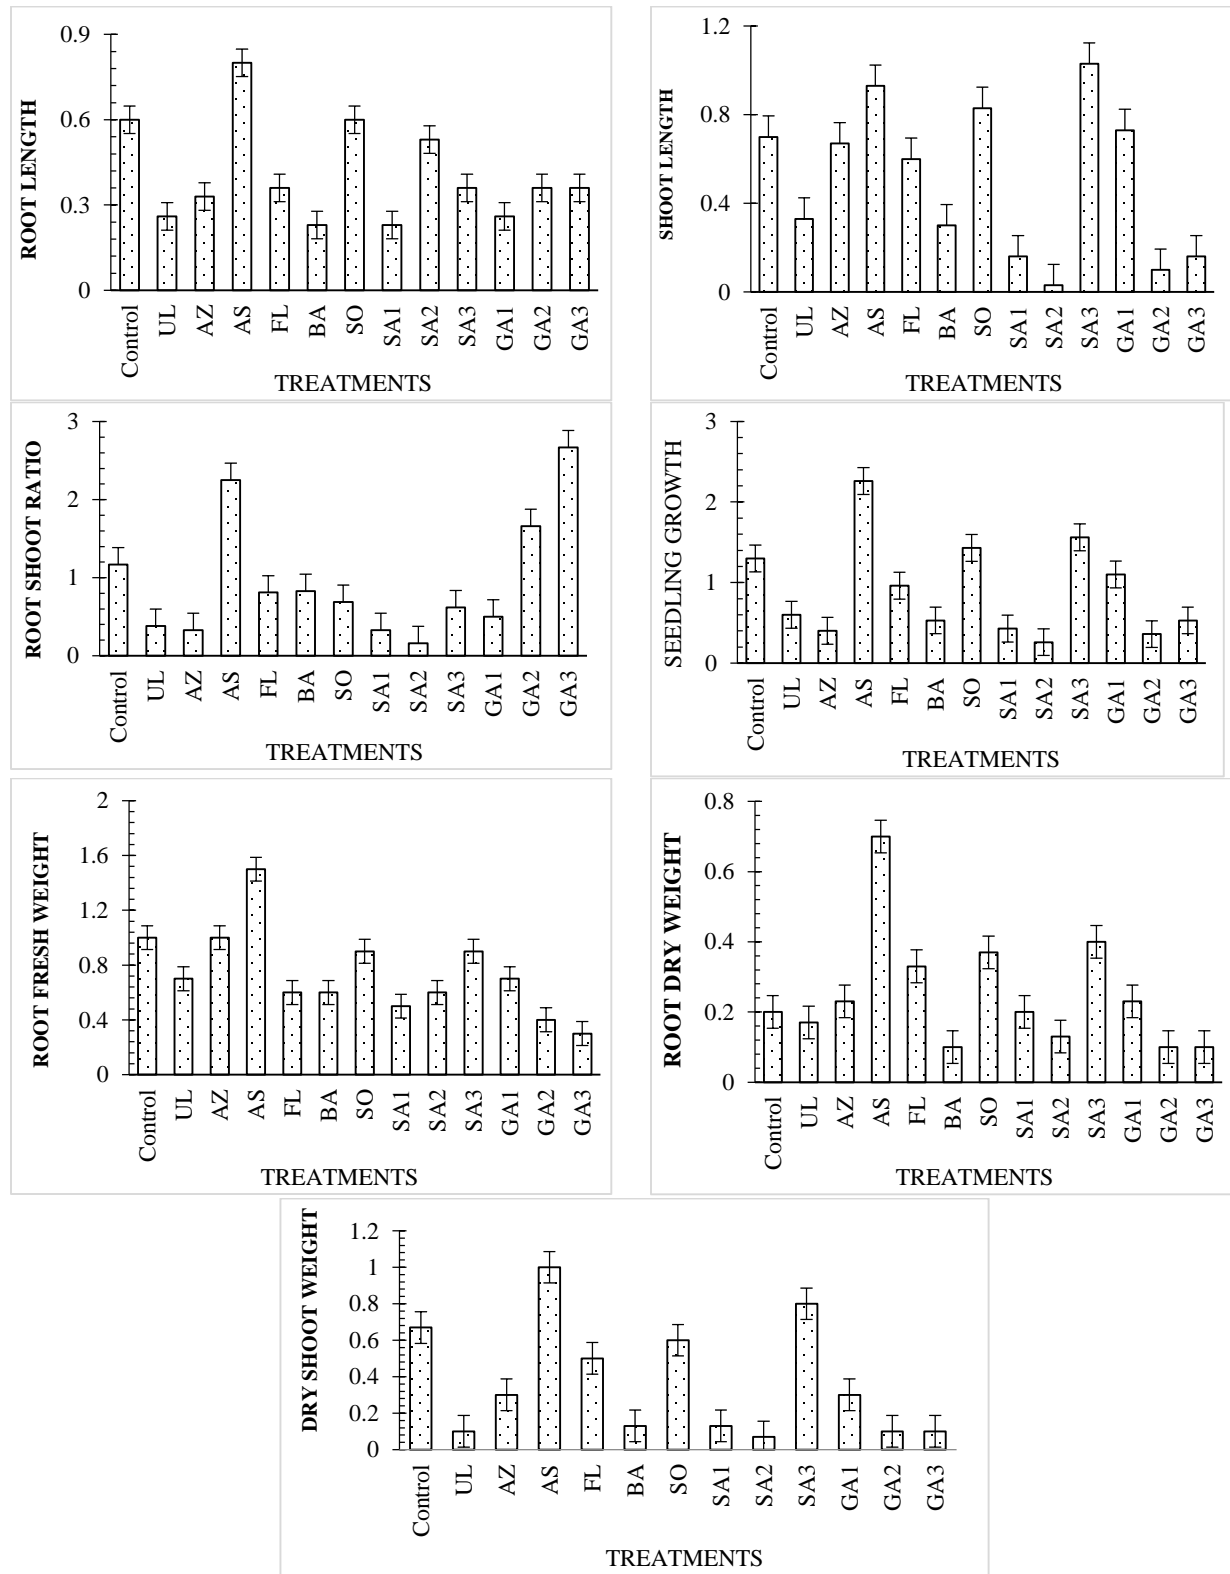 ROOT LENGTH
0.9
0.6
0.3
0
Control UL AZ AS FL BA SO SA1 SA2 SA3 GA1 GA2 GA3
TREATMENTS
SHOOT LENGTH
1.2
0.8
0.4
0
Control UL AZ AS FL BA SO SA1 SA2 SA3 GA1 GA2 GA3
TREATMENTS
ROOT SHOOT RATIO
3
2
1
0
Control UL AZ AS FL BA SO SA1 SA2 SA3 GA1 GA2 GA3
TREATMENTS
SEEDLING GROWTH
3
2
1
0
Control UL AZ AS FL BA SO SA1 SA2 SA3 GA1 GA2 GA3
TREATMENTS
ROOT FRESH WEIGHT
2
1.6
1.2
0.8
0.4
0
Control UL AZ AS FL BA SO SA1 SA2 SA3 GA1 GA2 GA3
TREATMENTS
ROOT DRY WEIGHT
0.8
0.6
0.4
0.2
0
Control UL AZ AS FL BA SO SA1 SA2 SA3 GA1 GA2 GA3
TREATMENTS
DRY SHOOT WEIGHT
1.2
1
0.8
0.6
0.4
0.2
0
Control UL AZ AS FL BA SO SA1 SA2 SA3 GA1 GA2 GA3
TREATMENTS